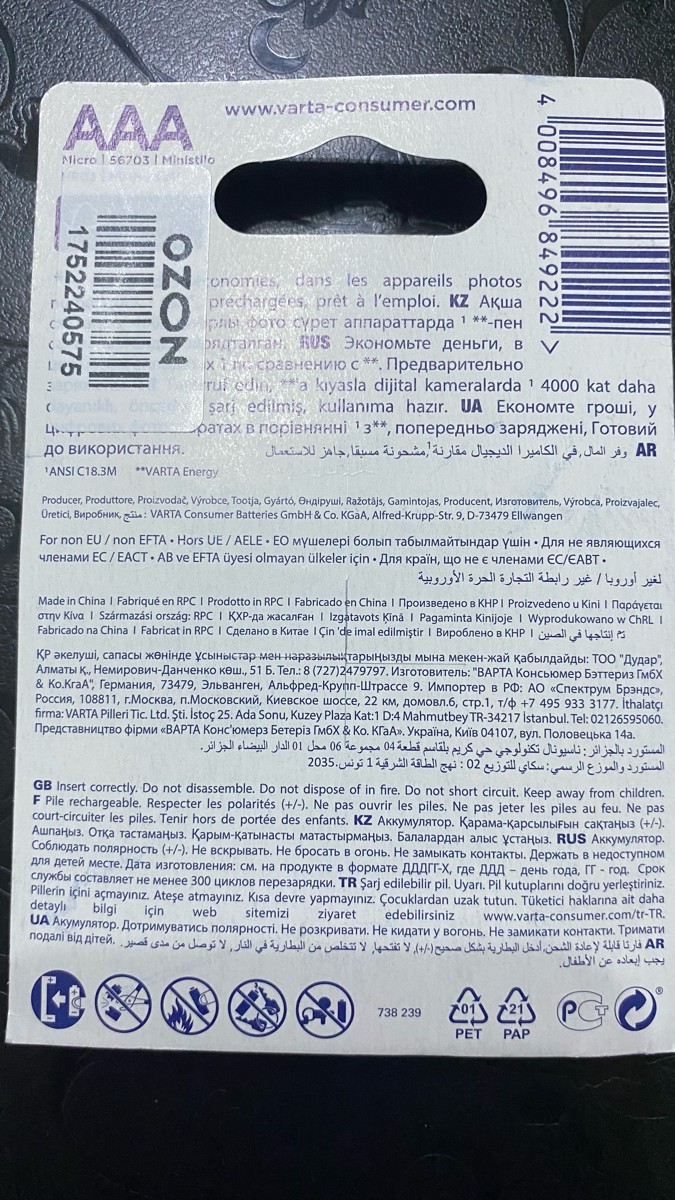 AAA
www.varta-consumer.com
Micro | 56703 | Ministilo
4 008496 849222 >
OZON
1752240575
onomies, dans les appareils photos
préchargées, prêt à l'emploi. KZ Ақша
фото сүрет аппараттарда ¹ **-пен
RUS Экономьте деньги, в
сравнению с **. Предварительно
edin, **'a kıyasla dijital kameralarda ¹ 4000 kat daha
şarj edilmiş, kullanıma hazır. UA Економте гроші, у
ратах в порівнянні ¹ з**, попередньо заряджені, Готовий
до використання.
AR وفر المال, في الكاميرا الديجيال مقارنة¹,مشحونة مسبقا,جاهز للاستعمال
¹ANSI C18.3M **VARTA Energy
Producer, Produttore, Proizvodač, Výrobce, Tootja, Gyártó, Өндіруші, Ražotājs, Gamintojas, Producent, Изготовитель, Výrobca, Proizvajalec,
Üretici, Виробник, منتج: VARTA Consumer Batteries GmbH & Co. KGaA, Alfred-Krupp-Str. 9, D-73479 Ellwangen
For non EU / non EFTA • Hors UE / AELE • ЕО мүшелері болып табылмайтындар үшін • Для не являющихся
членами ЕС / ЕАСТ • AB ve EFTA üyesi olmayan ülkeler için • Для країн, що не є членами ЄС/ЄАВТ •
لغير أوروبا / غير رابطة التجارة الحرة الأوروبية
Made in China I Fabriqué en RPC I Prodotto in RPC I Fabricado en China I Произведено в КНР I Proizvedeno u Kini I Παράγεται
στην Κίνα I Származási ország: RPC I ҚХР-да жасалған I Izgatavots Ķīnā I Pagaminta Kinijoje I Wyprodukowano w ChRL I
Fabricado na China I Fabricat in RPC I Сделано в Китае I Çin 'de imal edilmiştir I Вироблено в КНР I تم إنتاجها في الصين
ҚР әкелуші, сапасы жөнінде ұсыныстар мен наразылықтарыңызды мына мекен-жай қабылдайды: ТОО "Дудар",
Алматы қ., Немирович-Данченко көш., 51 Б. Тел.: 8 (727)2479797. Изготовитель: "ВАРТА Консьюмер Бэттериз ГмбХ
& Ко.КгаА", Германия, 73479, Эльванген, Альфред-Крупп-Штрассе 9. Импортер в РФ: АО «Спектрум Брэндс»,
Россия, 108811, г.Москва, п.Московский, Киевское шоссе, 22 км, домовл.6, стр.1, т/ф +7 495 933 3177. İthalatçı
firma: VARTA Pilleri Tic. Ltd. Şti. İstoç 25. Ada Sonu, Kuzey Plaza Kat:1 D:4 Mahmutbey TR-34217 İstanbul. Tel: 02126595060.
Представництво фірми «ВАРТА Конс'юмерз Бетеріз ГмбХ & Ко. КГаА». Україна, Київ 04107, вул. Половецька 14а.
المستورد بالجزائر: ناسيونال تكنولوجي حي كريم بلقاسم قطعة 04 مجموعة 06 محل 01 الدار البيضاء الجزائر.
المستورد والموزع الرسمي: سكاي للتوزيع 02 : نهج الطاقة الشرقية 1 تونس.2035
GB Insert correctly. Do not disassemble. Do not dispose of in fire. Do not short circuit. Keep away from children.
F Pile rechargeable. Respecter les polarités (+/-). Ne pas ouvrir les piles. Ne pas jeter les piles au feu. Ne pas
court-circuiter les piles. Tenir hors de portée des enfants. KZ Аккумулятор. Қарама-қарсылығын сақтаңыз (+/-).
Ашпаңыз. Отқа тастамаңыз. Қарым-қатынасты матастырмаңыз. Балалардан алыс ұстаңыз. RUS Аккумулятор.
Соблюдать полярность (+/-). Не вскрывать. Не бросать в огонь. Не замыкать контакты. Держать в недоступном
для детей месте. Дата изготовления: см. на продукте в формате ДДДГГ-Х, где ДДД – день года, ГГ - год. Срок
службы составляет не менее 300 циклов перезарядки. TR Şarj edilebilir pil. Uyarı. Pil kutuplarını doğru yerleştiriniz.
Pillerin içini açmayınız. Ateşe atmayınız. Kısa devre yapmayınız. Çocuklardan uzak tutun. Tüketici haklarına ait daha
detaylı bilgi için web sitemizi ziyaret edebilirsiniz www.varta-consumer.com/tr-TR.
UA Акумулятор. Дотримуватись полярності. Не розкривати. Не кидати у вогонь. Не замикати контакти. Тримати
подалі від дітей. AR فارتا قابلة لإعادة الشحن,أدخل البطارية بشكل صحيح (+/-), لا تفتحها, لا تتخلص من البطارية في النار, لا توصل من مدى قصير,
يجب إبعاده عن الأطفال.
738 239
01
PET
21
PAP
РСТ